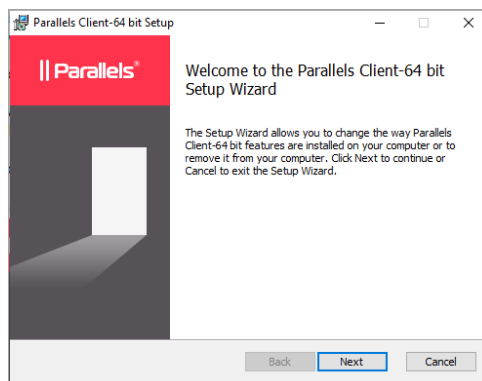 Parallels Client-64 bit Setup
Parallels®
Welcome to the Parallels Client-64 bit
Setup Wizard
The Setup Wizard allows you to change the way Parallels
Client-64 bit features are installed on your computer or to
remove it from your computer. Click Next to continue or
Cancel to exit the Setup Wizard.
Back
Next
Cancel